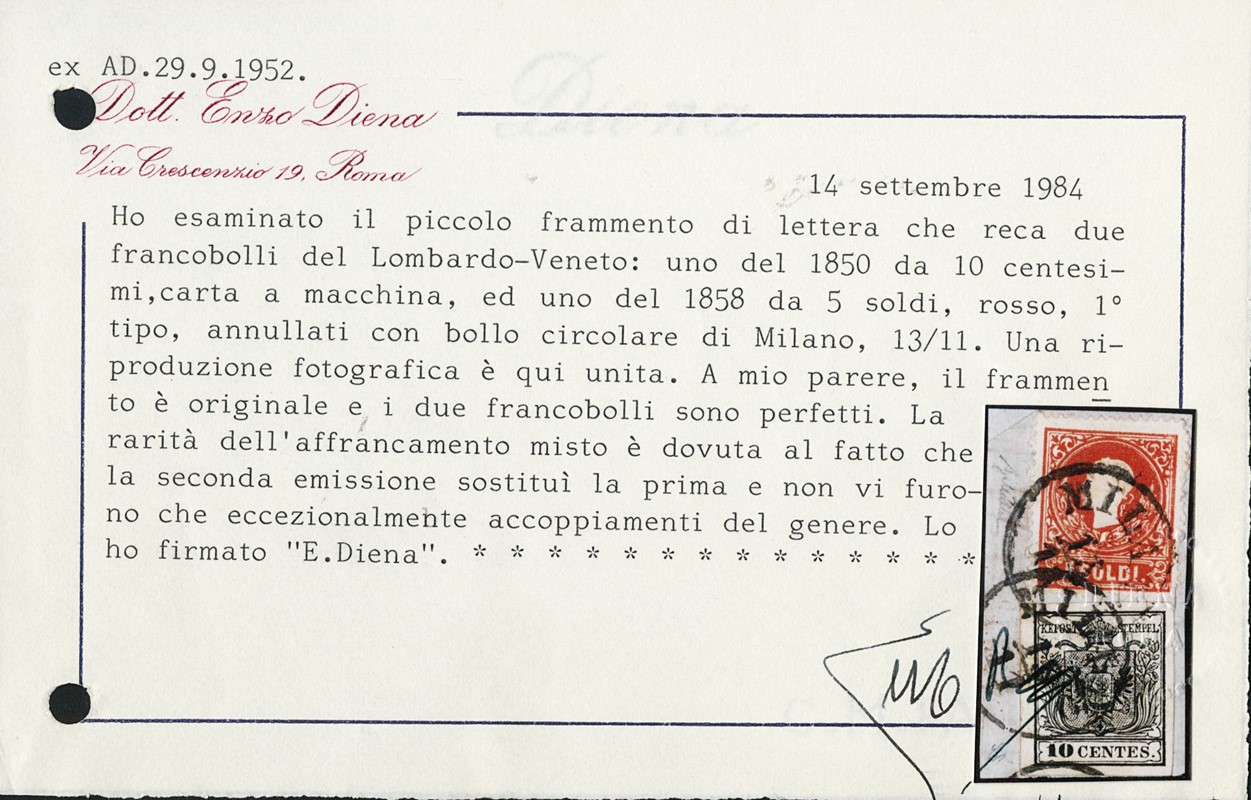 ex AD.29.9.1952.
Dott. Enzo Diena
Via Crescenzio 19, Roma
Diena
14 settembre 1984
Ho esaminato il piccolo frammento di lettera che reca due
francobolli del Lombardo-Veneto: uno del 1850 da 10 centesi-
mi,carta a macchina, ed uno del 1858 da 5 soldi, rosso, 1°
tipo, annullati con bollo circolare di Milano, 13/11. Una ri-
produzione fotografica è qui unita. A mio parere, il frammen
to è originale e i due francobolli sono perfetti. La
rarità dell'affrancamento misto è dovuta al fatto che
la seconda emissione sostituì la prima e non vi furo-
no che eccezionalmente accoppiamenti del genere. Lo
ho firmato "E.Diena". * * * * * * * * * * * * * *
MIL
SOLDI.
MI
STEMPEL
10 CENTES.